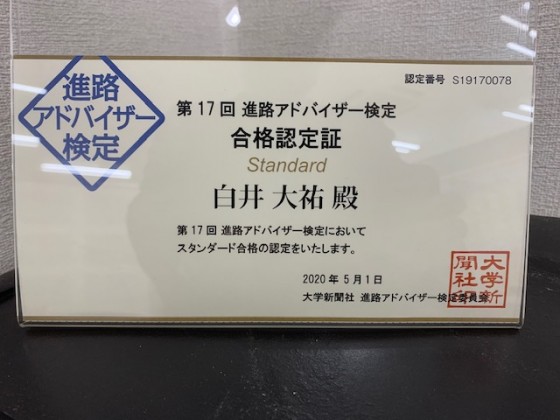 進路
アドバイザー
検定
認定番号 S19170078
第17回 進路アドバイザー検定
合格認定証
Standard
白井 大祐 殿
第17回 進路アドバイザー検定において
スタンダード合格の認定をいたします。
2020年5月1日
大学新聞社 進路アドバイザー検定委員会
大学新
聞社印